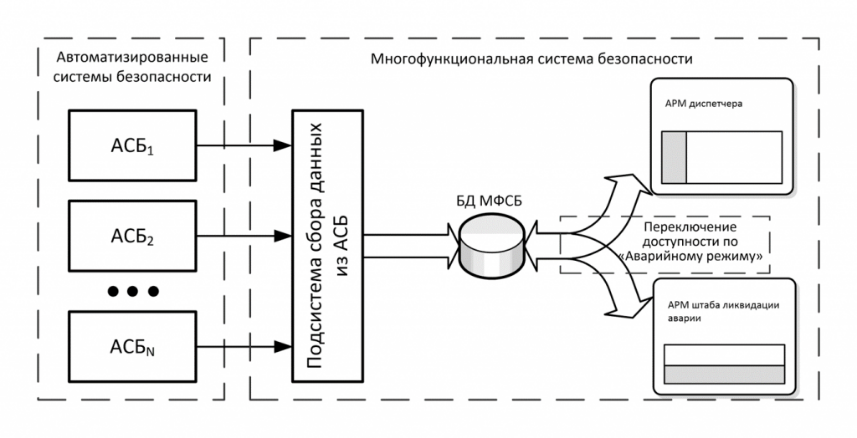 Автоматизированные
системы безопасности
АСБ1
АСБ2
АСБN
Многофункциональная система безопасности
Подсистема сбора данных
из АСБ
БД МФСБ
АРМ диспетчера
Переключение
доступности по
«Аварийному режиму»
АРМ штаба ликвидации
аварии